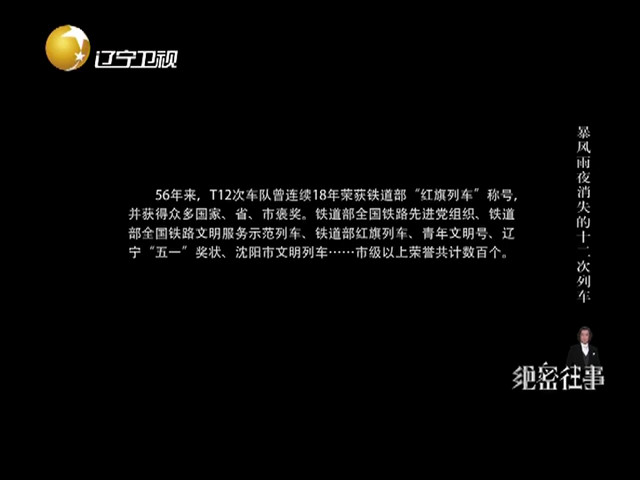 辽宁卫视
56年来，T12次车队曾连续18年荣获铁道部“红旗列车”称号，
并获得众多国家、省、市褒奖。铁道部全国铁路先进党组织、铁道
部全国铁路文明服务示范列车、铁道部红旗列车、青年文明号、辽
宁“五一”奖状、沈阳市文明列车……市级以上荣誉共计数百个。
暴风雨夜消失的十二次列车
绝密往事